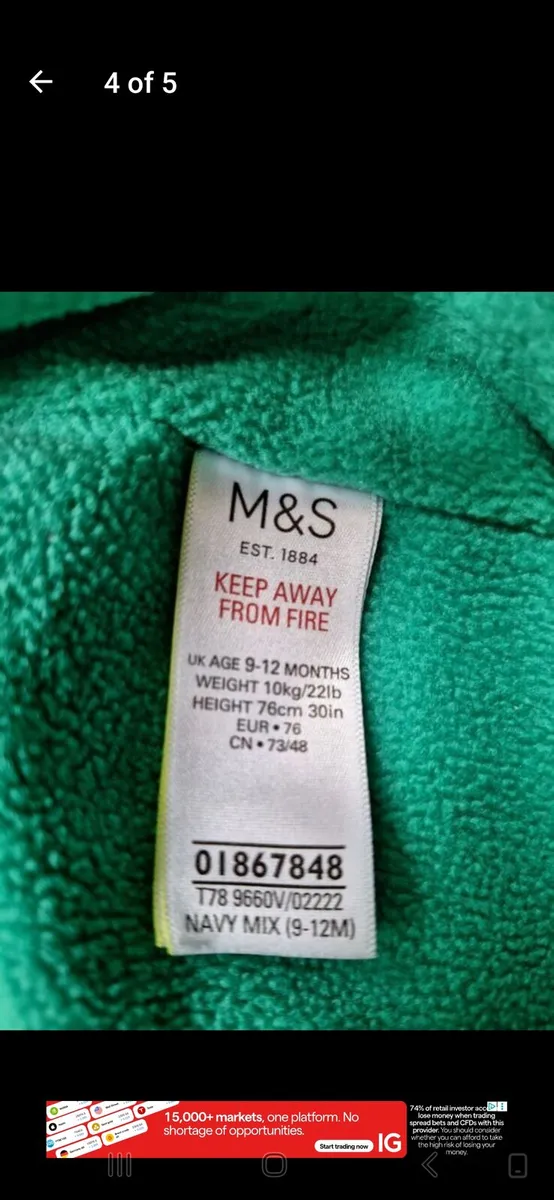 4 of 5
M&S
EST. 1884
KEEP AWAY
FROM FIRE
UK AGE 9-12 MONTHS
WEIGHT 10kg/22lb
HEIGHT 76cm 30in
EUR • 76
CN • 73/48
01867848
T78 9660V/02222
NAVY MIX (9-12M)
15,000+ markets, one platform. No
shortage of opportunities.
Start trading now
IG
74% of retail investor
lose money when trading
spread bets and CFDs with this
provider. You should consider
whether you can afford to take
the high risk of losing your
money.